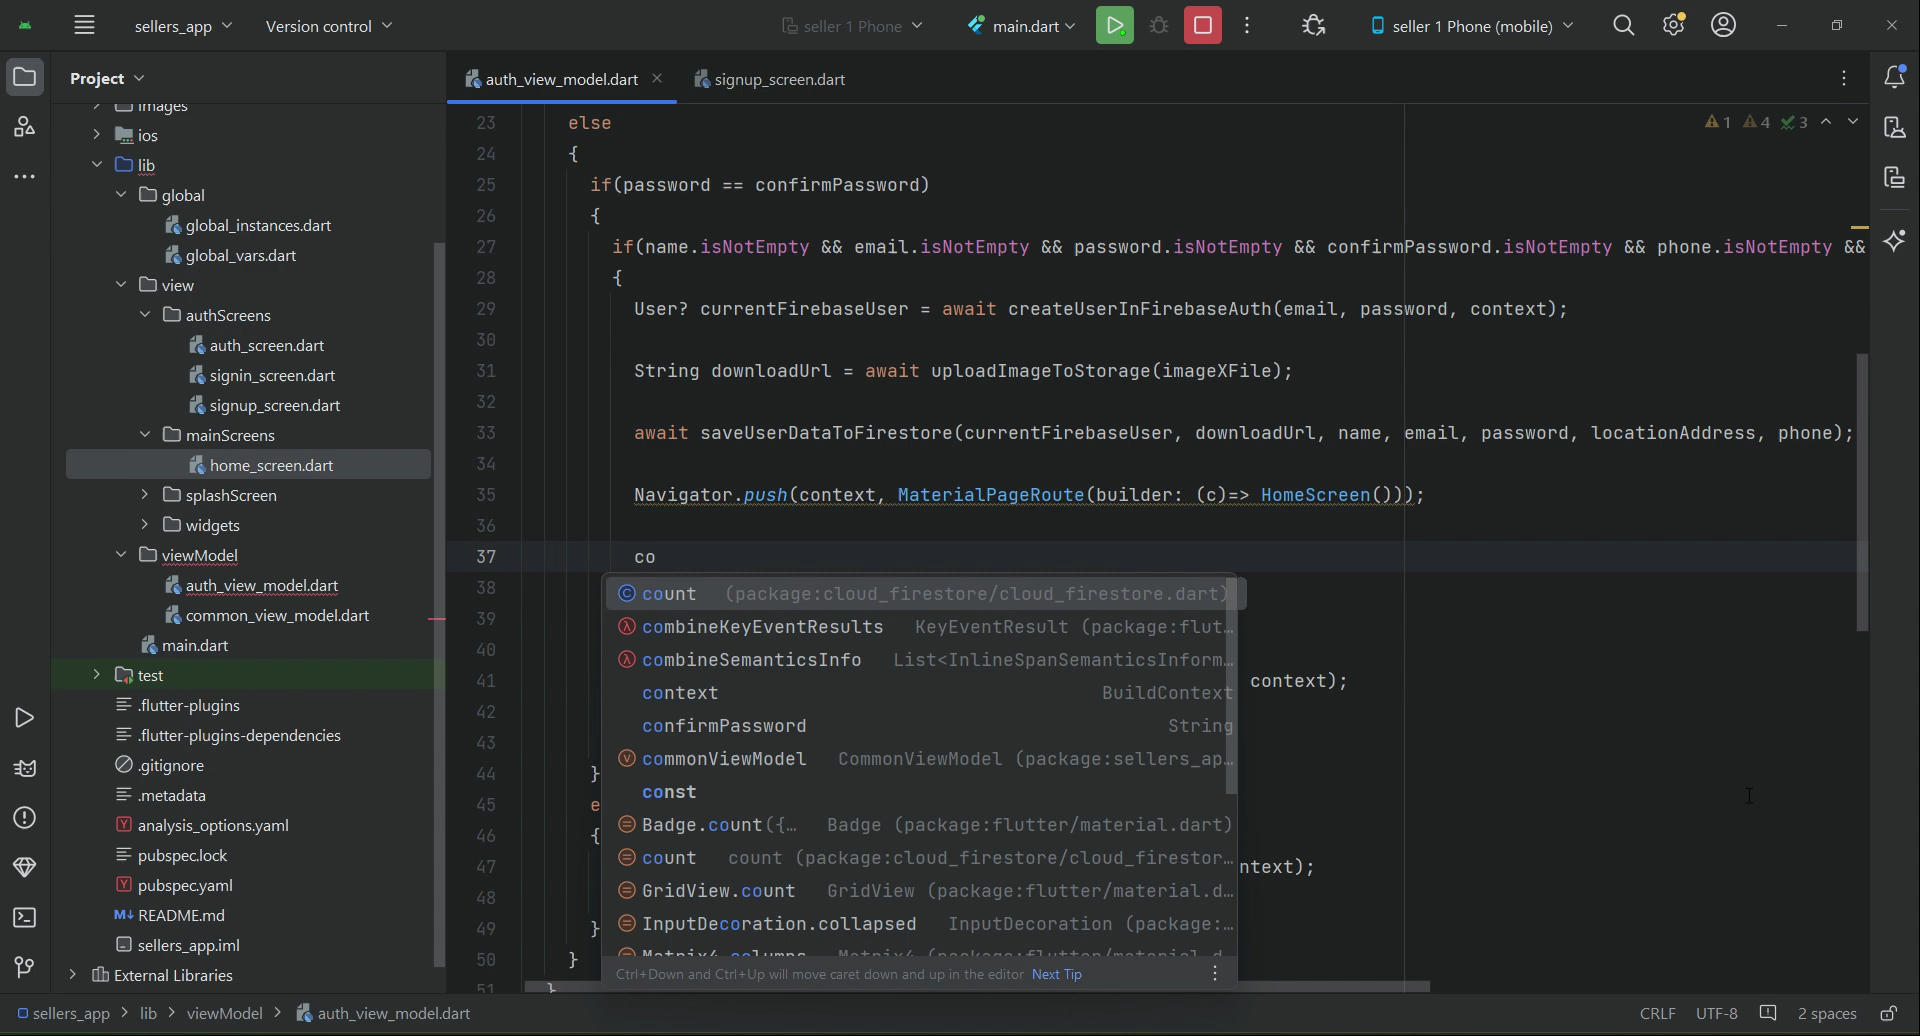 sellers_app
Version control
seller 1 Phone
main.dart
seller 1 Phone (mobile)
Project
images
ios
lib
global
global_instances.dart
global_vars.dart
view
authScreens
auth_screen.dart
signin_screen.dart
signup_screen.dart
mainScreens
home_screen.dart
splashScreen
widgets
viewModel
auth_view_model.dart
common_view_model.dart
main.dart
test
.flutter-plugins
.flutter-plugins-dependencies
.gitignore
.metadata
analysis_options.yaml
pubspec.lock
pubspec.yaml
M↓ README.md
sellers_app.iml
External Libraries
auth_view_model.dart
signup_screen.dart
1 4 3
23 else
24 {
25 if(password == confirmPassword)
26 {
27 if(name.isNotEmpty && email.isNotEmpty && password.isNotEmpty && confirmPassword.isNotEmpty && phone.isNotEmpty &&
28 {
29 User? currentFirebaseUser = await createUserInFirebaseAuth(email, password, context);
30
31 String downloadUrl = await uploadImageToStorage(imageXFile);
32
33 await saveUserDataToFirestore(currentFirebaseUser, downloadUrl, name, email, password, locationAddress, phone);
34
35 Navigator.push(context, MaterialPageRoute(builder: (c)=> HomeScreen()));
36
37 co
38
39
40
41 context);
42
43
44 }
45 e
46 {
47 ntext);
48
49 }
50 }
51 }
count (package:cloud_firestore/cloud_firestore.dart)
combineKeyEventResults KeyEventResult (package:flut…
combineSemanticsInfo List<InlineSpanSemanticsInform…
context BuildContext
confirmPassword String
commonViewModel CommonViewModel (package:sellers_ap…
const
Badge.count({… Badge (package:flutter/material.dart)
count count (package:cloud_firestore/cloud_firestor…
GridView.count GridView (package:flutter/material.d…
InputDecoration.collapsed InputDecoration (package:…
Matrix4.columns Matrix4 (package:flutter/material.d…
Ctrl+Down and Ctrl+Up will move caret down and up in the editor Next Tip
sellers_app > lib > viewModel > auth_view_model.dart
CRLF UTF-8 2 spaces